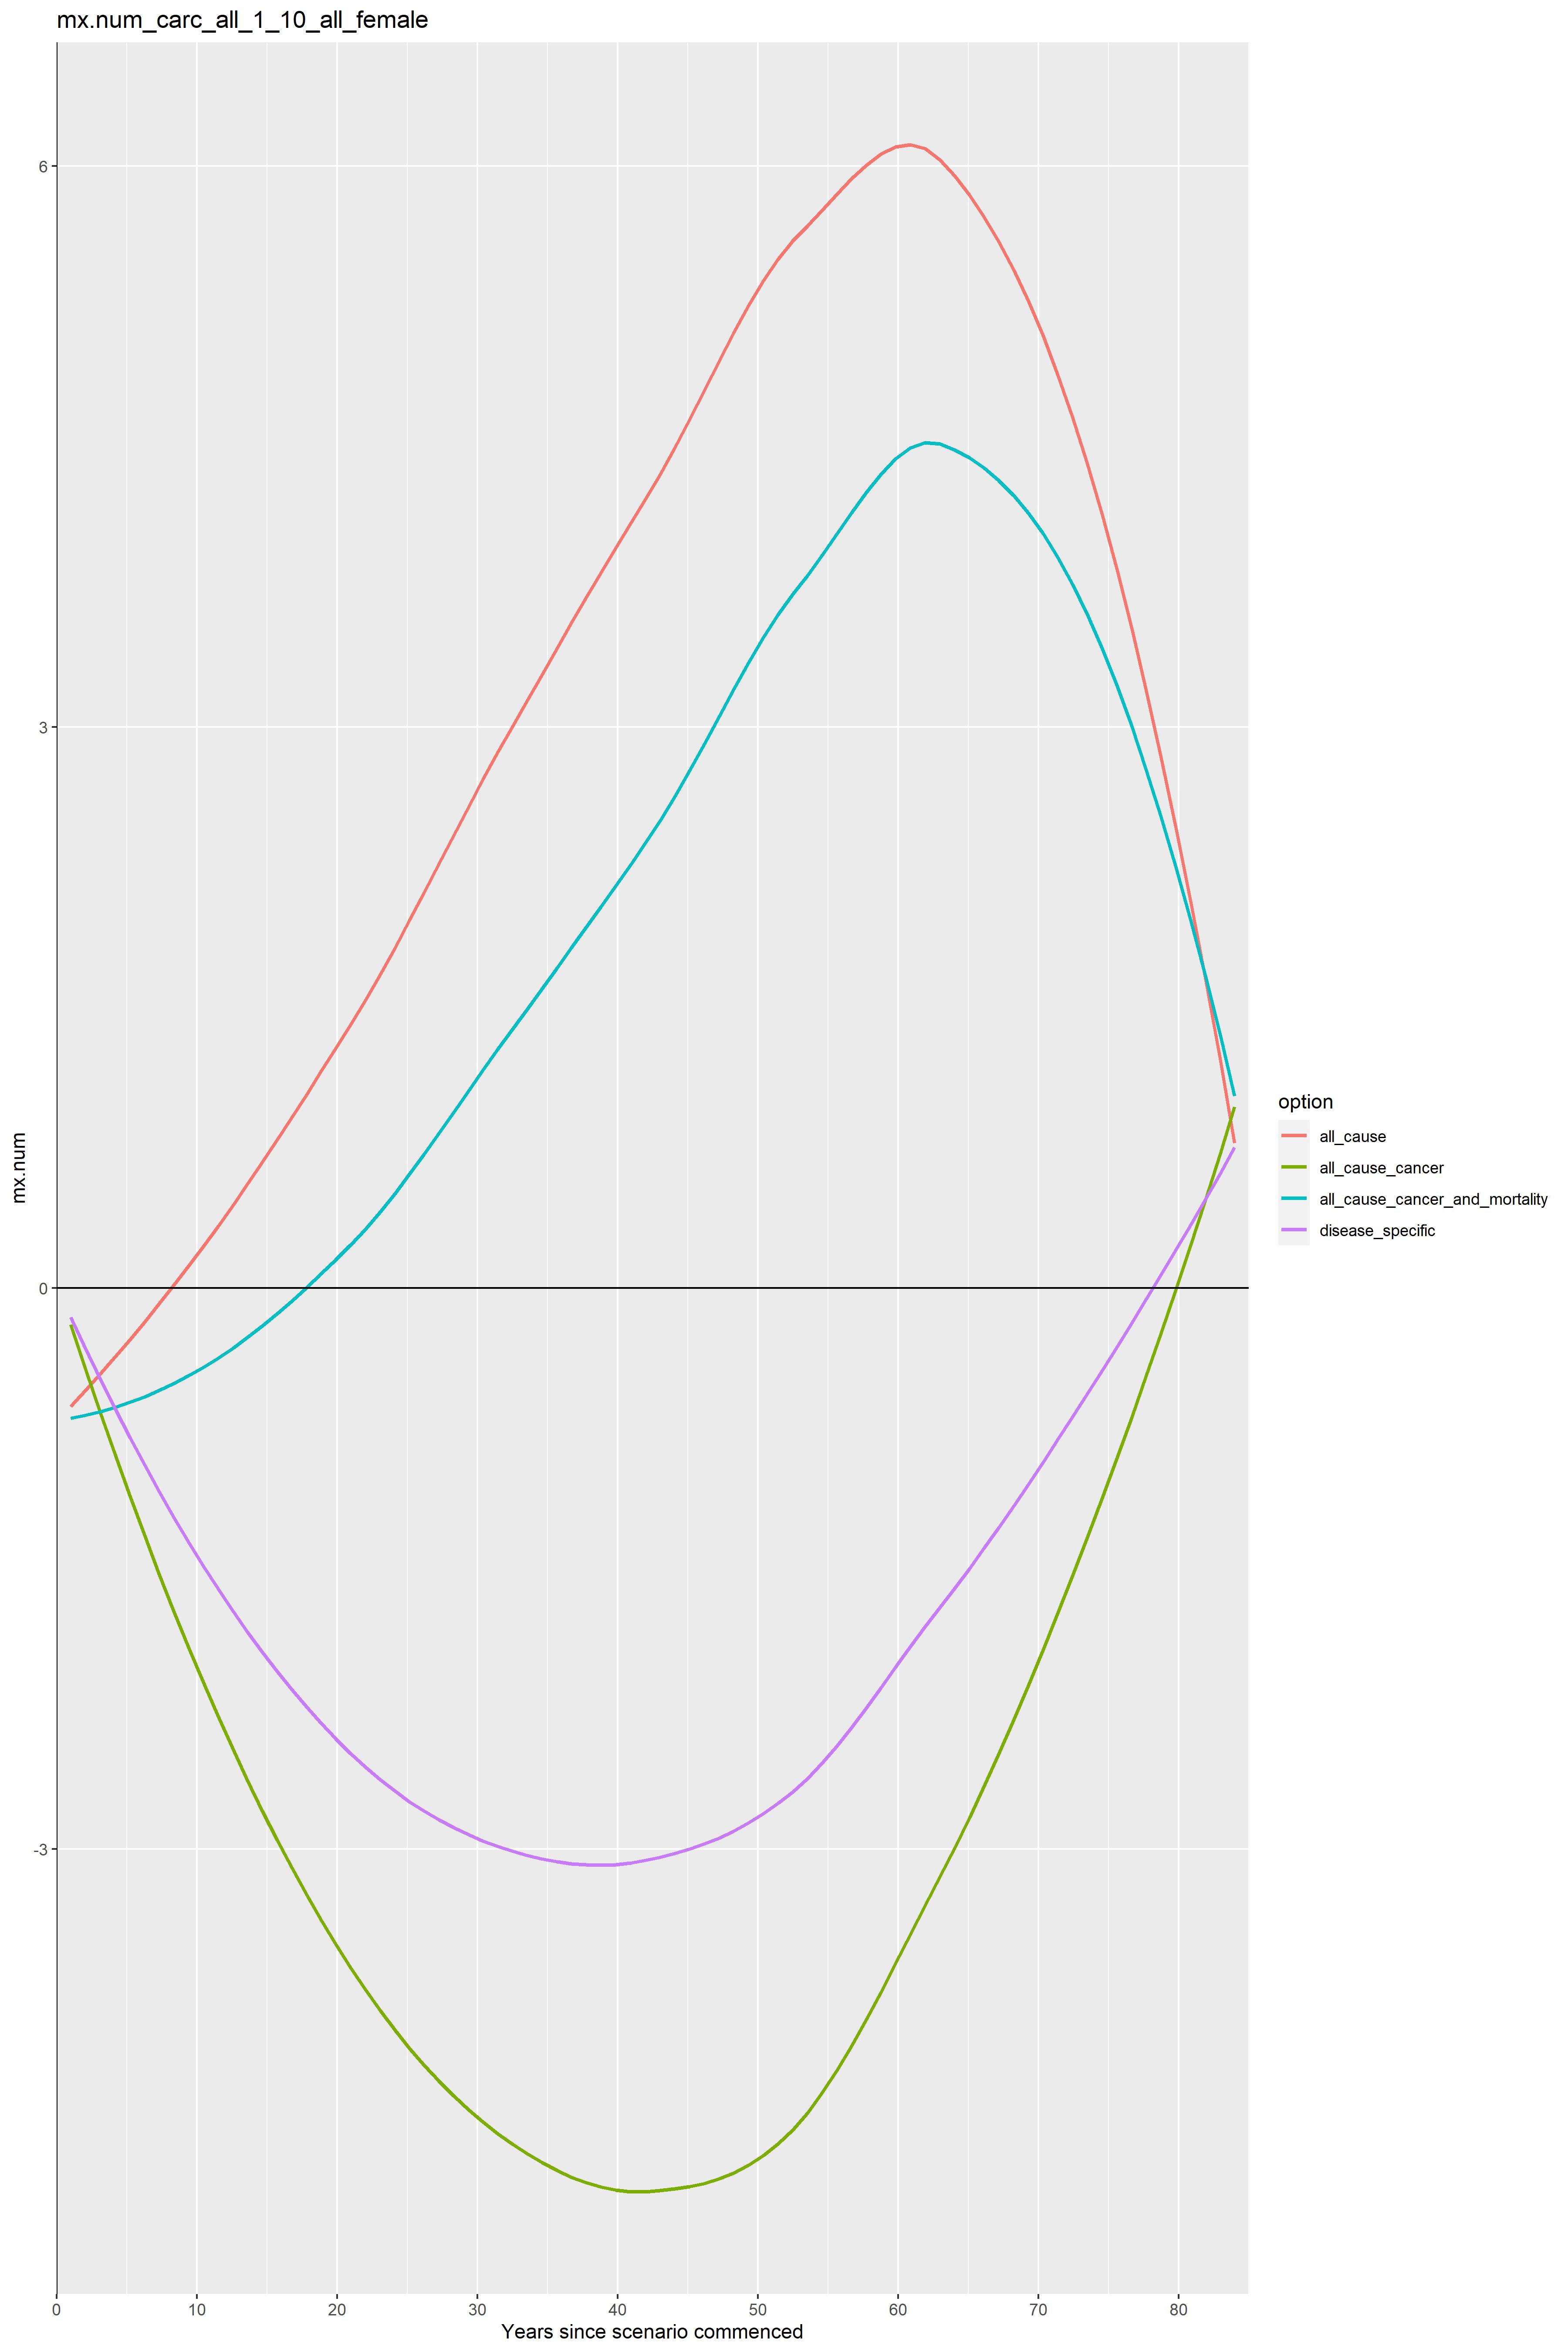 mx.num_carc_all_1_10_all_female
mx.num
6
3
0
-3
0 10 20 30 40 50 60 70 80
Years since scenario commenced
option
all_cause
all_cause_cancer
all_cause_cancer_and_mortality
disease_specific